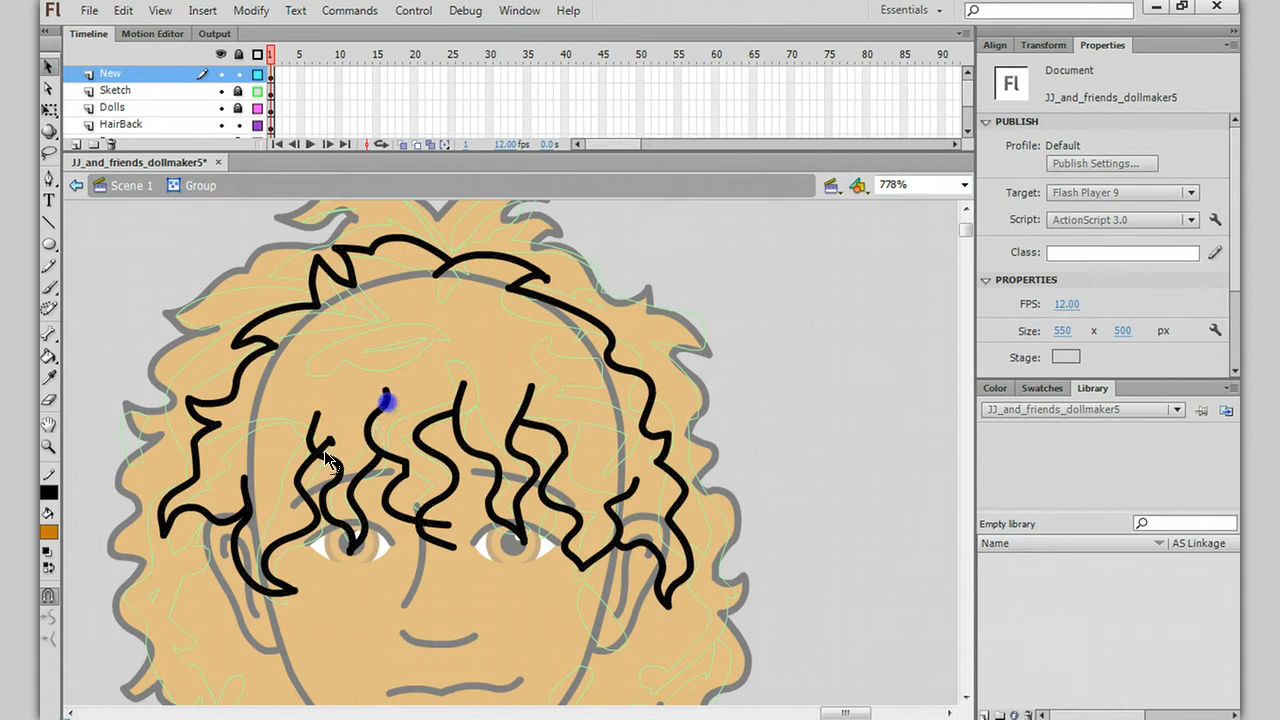 Fl File Edit View Insert Modify Text Commands Control Debug Window Help Essentials
Timeline Motion Editor Output
1 5 10 15 20 25 30 35 40 45 50 55 60 65 70 75 80 85 90
New
Sketch
Dolls
HairBack
1 12.00fps 0.0s
JJ_and_friends_dollmaker5*
Scene 1 Group 778%
T
Align Transform Properties
Fl Document
JJ_and_friends_dollmaker5
PUBLISH
Profile: Default
Publish Settings...
Target: Flash Player 9
Script: ActionScript 3.0
Class:
PROPERTIES
FPS: 12.00
Size: 550 x 500 px
Stage:
Color Swatches Library
JJ_and_friends_dollmaker5
Empty library
Name AS Linkage